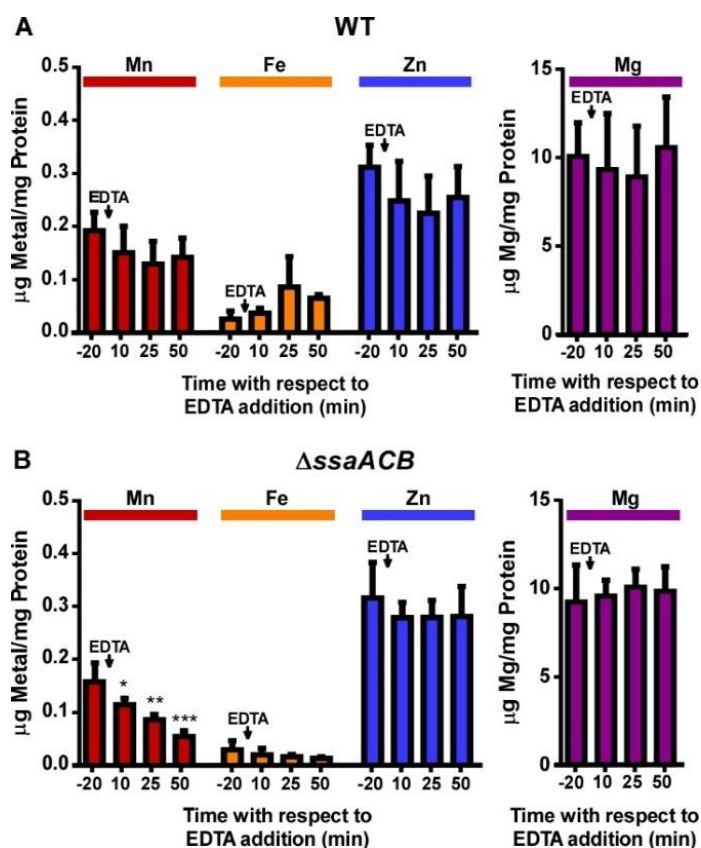 A WT
Mn Fe Zn Mg
0.5
0.4
0.3
0.2
0.1
0.0
µg Metal/mg Protein
EDTA
EDTA
EDTA
-20 10 25 50 -20 10 25 50 -20 10 25 50
Time with respect to
EDTA addition (min)
15
10
5
0
µg Mg/mg Protein
EDTA
-20 10 25 50
Time with respect to
EDTA addition (min)
B ΔssaACB
Mn Fe Zn Mg
0.5
0.4
0.3
0.2
0.1
0.0
µg Metal/mg Protein
EDTA
* ** ***
EDTA
EDTA
-20 10 25 50 -20 10 25 50 -20 10 25 50
Time with respect to
EDTA addition (min)
15
10
5
0
µg Mg/mg Protein
EDTA
-20 10 25 50
Time with respect to
EDTA addition (min)